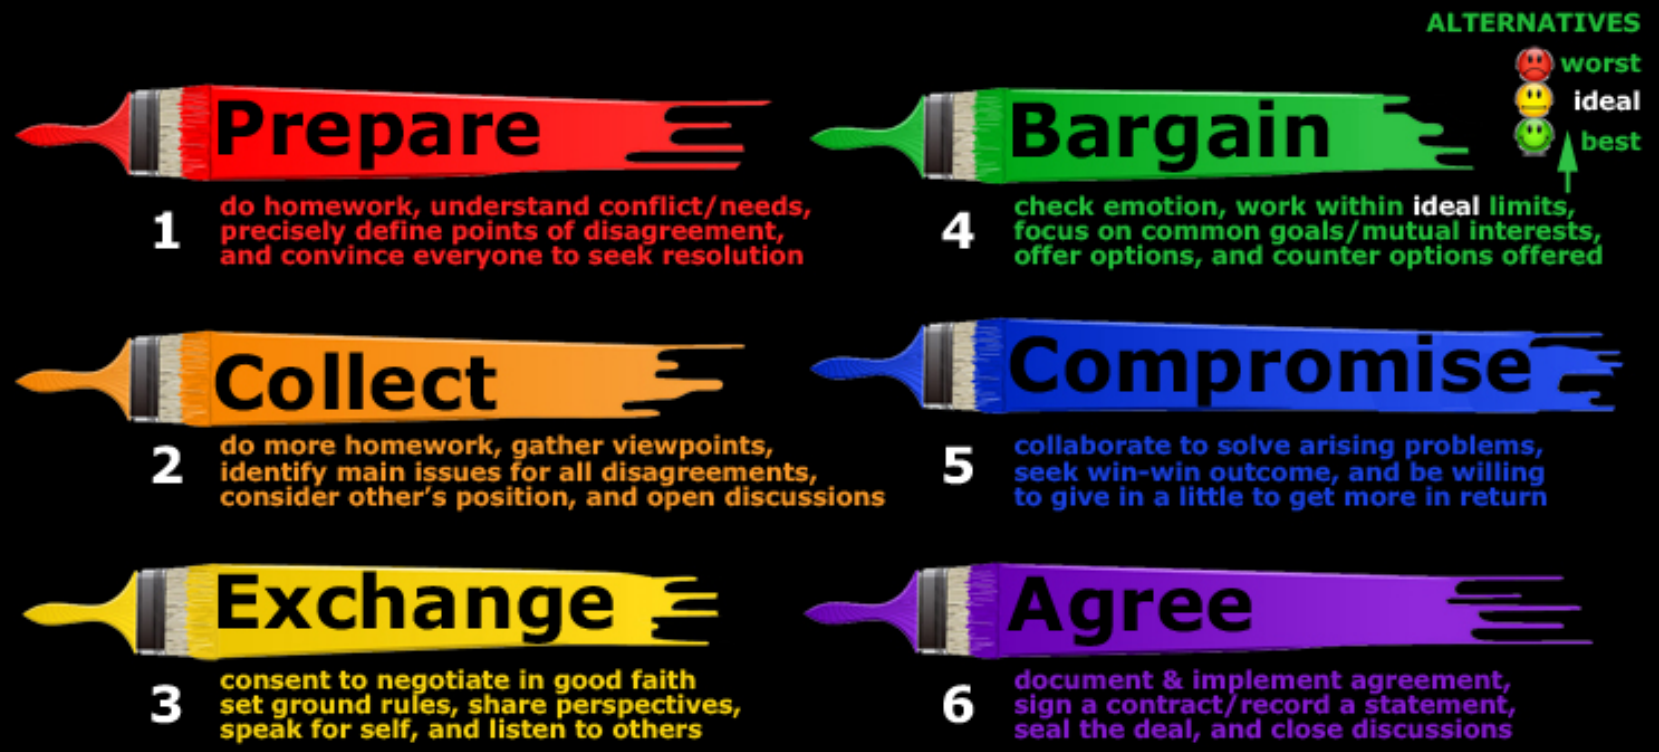 Prepare
1
do homework, understand conflict/needs,
precisely define points of disagreement,
and convince everyone to seek resolution
Collect
2
do more homework, gather viewpoints,
identify main issues for all disagreements,
consider other's position, and open discussions
Exchange
3
consent to negotiate in good faith
set ground rules, share perspectives,
speak for self, and listen to others
ALTERNATIVES
worst
ideal
best
Bargain
4
check emotion, work within ideal limits,
focus on common goals/mutual interests,
offer options, and counter options offered
Compromise
5
collaborate to solve arising problems,
seek win-win outcome, and be willing
to give in a little to get more in return
Agree
6
document & implement agreement,
sign a contract/record a statement,
seal the deal, and close discussions